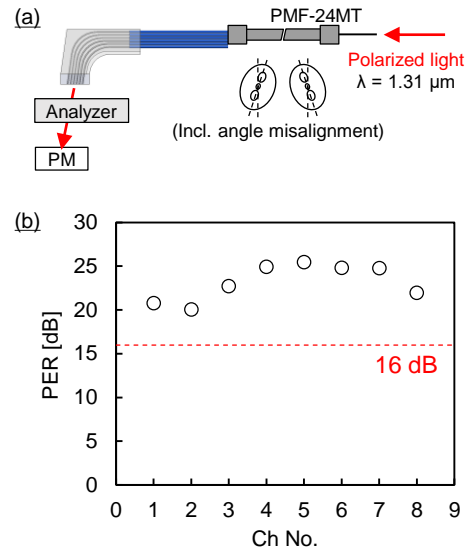 (a)
PMF-24MT
Polarized light
λ = 1.31 µm
Analyzer
(Incl. angle misalignment)
PM
(b)
30
25
20
15
10
5
0
PER [dB]
16 dB
0 1 2 3 4 5 6 7 8 9
Ch No.